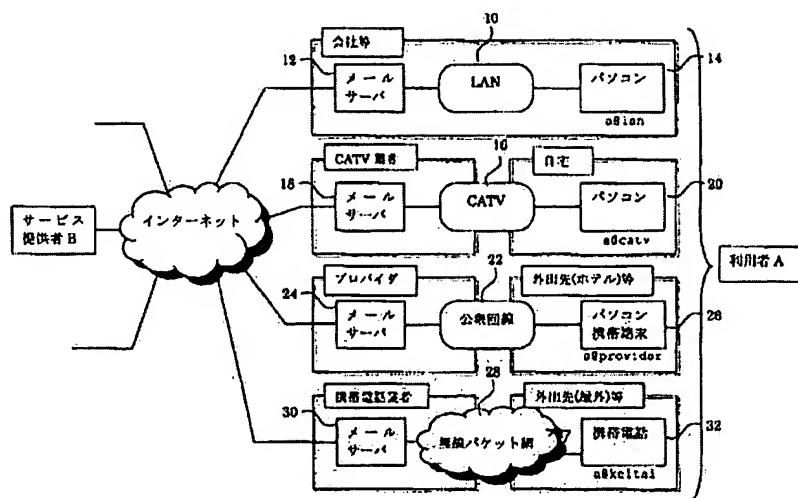 10
会社等
12
メール
サーバ
LAN
パソコン
14
a@lan
10
CATV 業者
自宅
18
メール
サーバ
CATV
パソコン
20
a@catv
サービス
提供者 B
インターネット
利用者 A
22
プロバイダ
外出先(ホテル)等
24
メール
サーバ
公衆回線
パソコン
携帯端末
26
a@provider
28
携帯電話業者
外出先(域外)等
30
メール
サーバ
無線パケット網
携帯電話
32
a@keitai